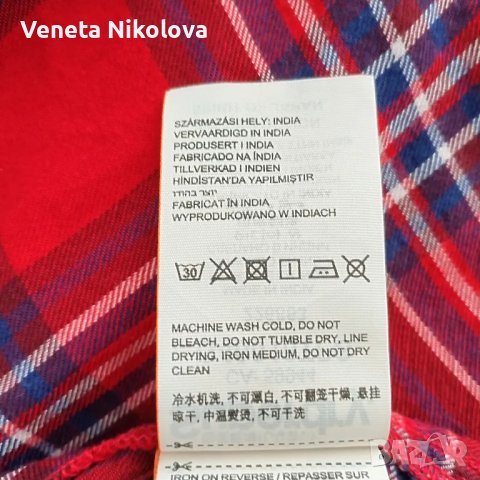 Veneta Nikolova
SZÁRMAZÁSI HELY: INDIA
VERVAARDIGD IN INDIA
PRODUSERT I INDIA
FABRICADO NA ÍNDIA
TILLVERKAD I INDIEN
HİNDİSTAN'DA YAPILMIŞTIR
יוצר בהודו
FABRICAT ÎN INDIA
WYPRODUKOWANO W INDIACH
30
MACHINE WASH COLD, DO NOT
BLEACH, DO NOT TUMBLE DRY, LINE
DRYING, IRON MEDIUM, DO NOT DRY
CLEAN
冷水机洗, 不可漂白, 不可翻笼干燥, 悬挂
晾干, 中温熨烫, 不可干洗
IRON ON REVERSE / REPASSER SUR
BAZAR